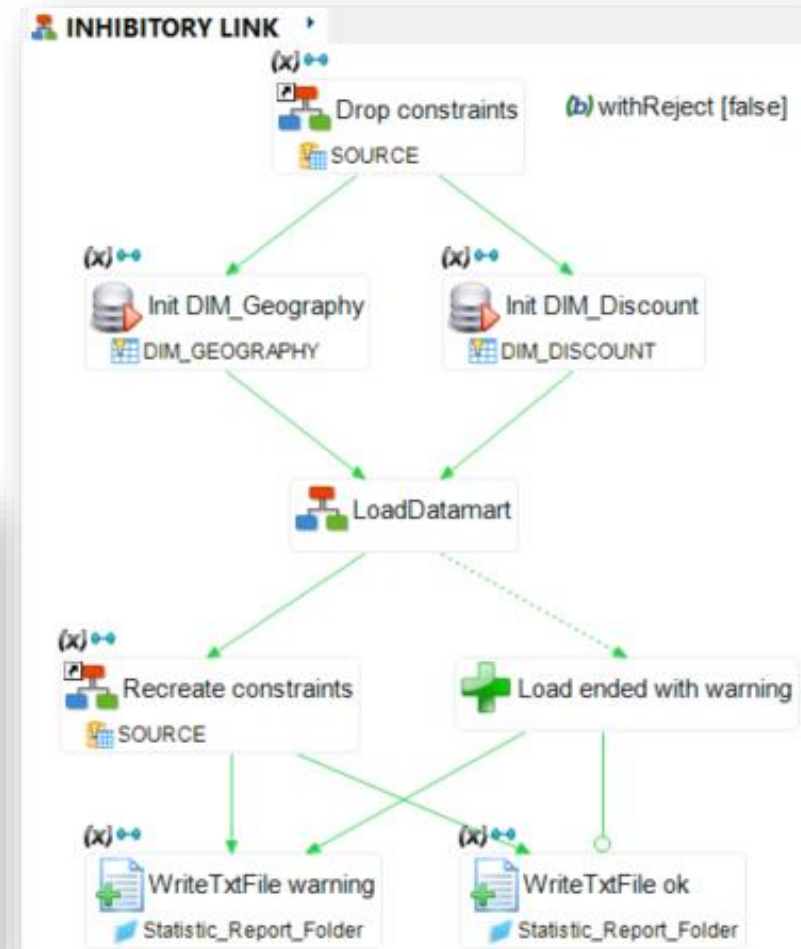 INHIBITORY LINK
(x)
Drop constraints
(b) withReject [false]
SOURCE
(x)
(x)
Init DIM_Geography
Init DIM_Discount
DIM_GEOGRAPHY
DIM_DISCOUNT
LoadDatamart
(x)
Recreate constraints
Load ended with warning
SOURCE
(x)
(x)
WriteTxtFile warning
WriteTxtFile ok
Statistic_Report_Folder
Statistic_Report_Folder